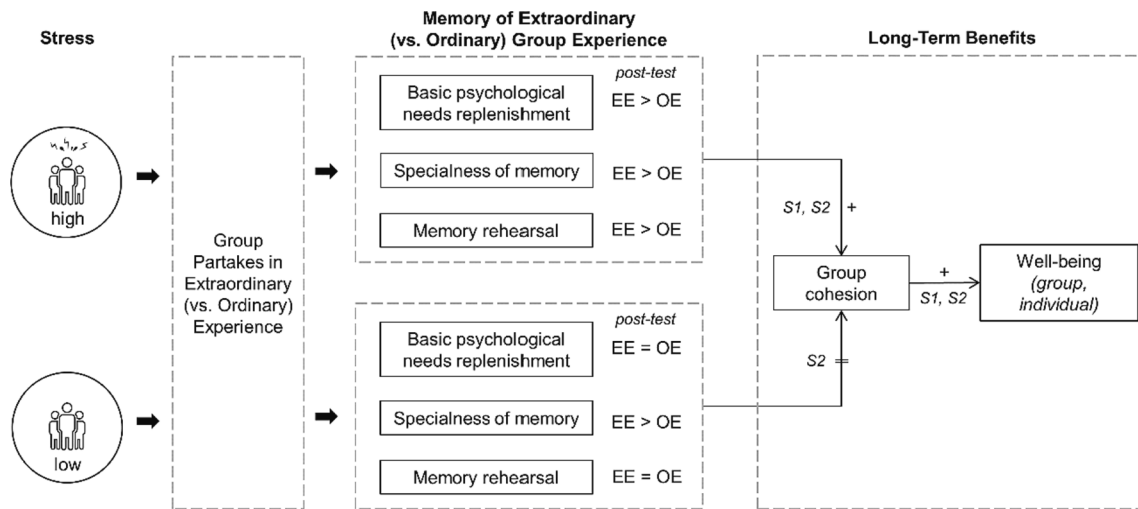 Stress
Memory of Extraordinary
(vs. Ordinary) Group Experience
Long-Term Benefits
high
low
Group
Partakes in
Extraordinary
(vs. Ordinary)
Experience
post-test
Basic psychological
needs replenishment
EE > OE
Specialness of memory
EE > OE
Memory rehearsal
EE > OE
post-test
Basic psychological
needs replenishment
EE = OE
Specialness of memory
EE > OE
Memory rehearsal
EE = OE
S1, S2 +
Group
cohesion
S2 =
+
S1, S2
Well-being
(group,
individual)